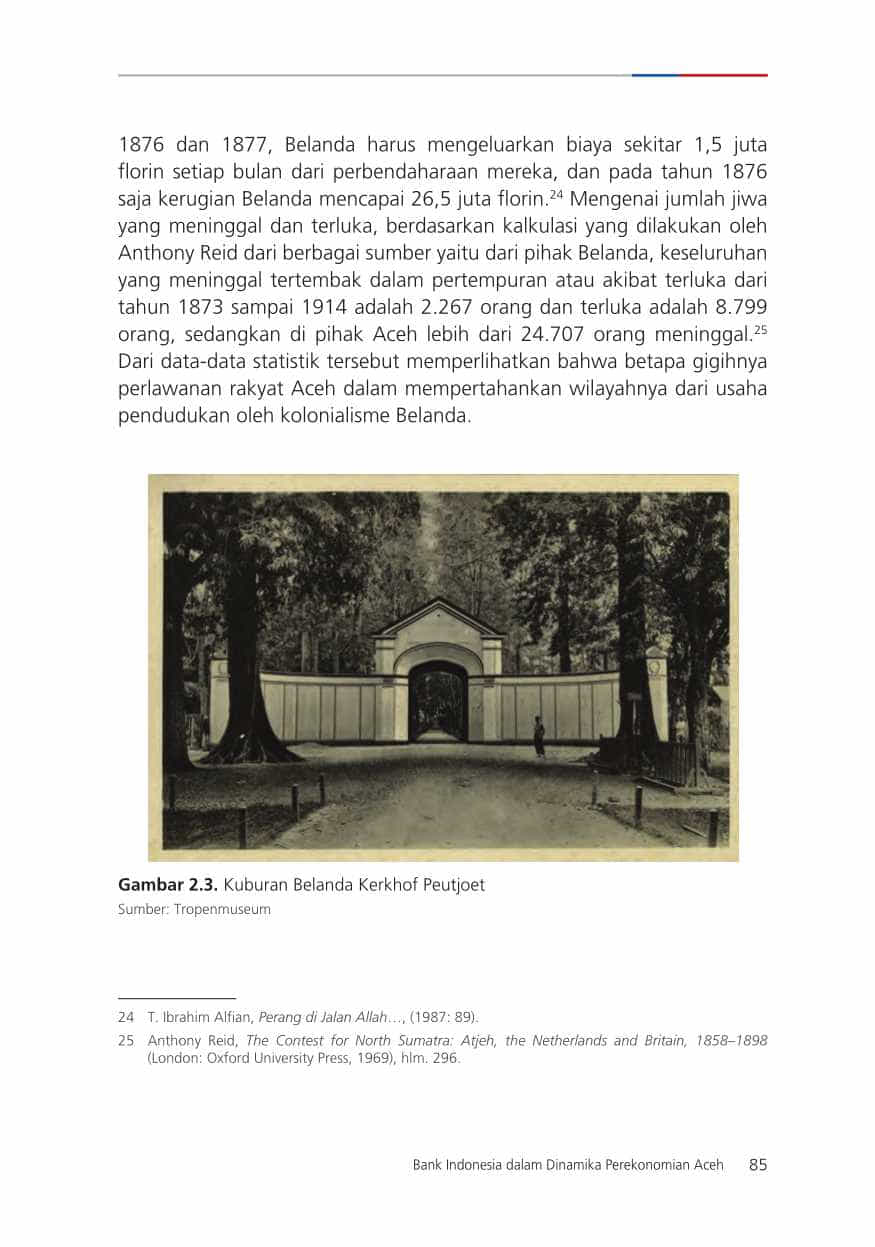 1876 dan 1877, Belanda harus mengeluarkan biaya sekitar 1,5 juta
florin setiap bulan dari perbendaharaan mereka, dan pada tahun 1876
saja kerugian Belanda mencapai 26,5 juta florin.24 Mengenai jumlah jiwa
yang meninggal dan terluka, berdasarkan kalkulasi yang dilakukan oleh
Anthony Reid dari berbagai sumber yaitu dari pihak Belanda, keseluruhan
yang meninggal tertembak dalam pertempuran atau akibat terluka dari
tahun 1873 sampai 1914 adalah 2.267 orang dan terluka adalah 8.799
orang, sedangkan di pihak Aceh lebih dari 24.707 orang meninggal.25
Dari data-data statistik tersebut memperlihatkan bahwa betapa gigihnya
perlawanan rakyat Aceh dalam mempertahankan wilayahnya dari usaha
pendudukan oleh kolonialisme Belanda.
Gambar 2.3. Kuburan Belanda Kerkhof Peutjoet
Sumber: Tropenmuseum
24 T. Ibrahim Alfian, Perang di Jalan Allah…, (1987: 89).
25 Anthony Reid, The Contest for North Sumatra: Atjeh, the Netherlands and Britain, 1858–1898
(London: Oxford University Press, 1969), hlm. 296.
Bank Indonesia dalam Dinamika Perekonomian Aceh 85